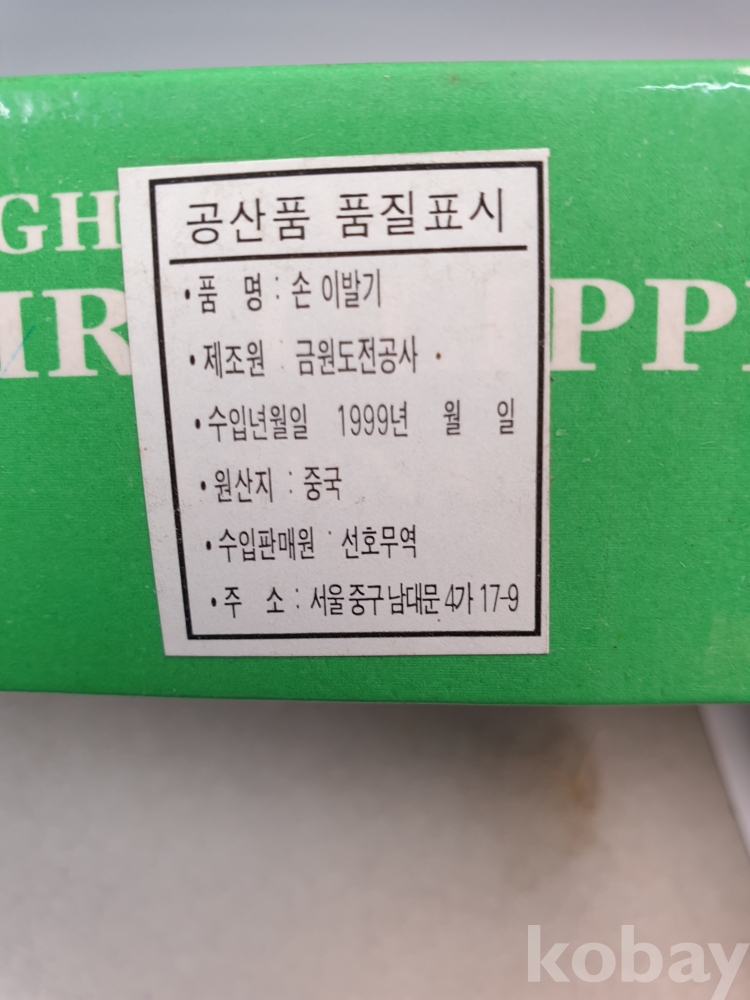 GH
IR PPI
공산품 품질표시
•품 명 : 손 이발기
•제조원 : 금원도전공사
•수입년월일 1999년 월 일
•원산지 : 중국
•수입판매원 : 선호무역
•주 소 : 서울 중구 남대문 4가 17-9
kobay